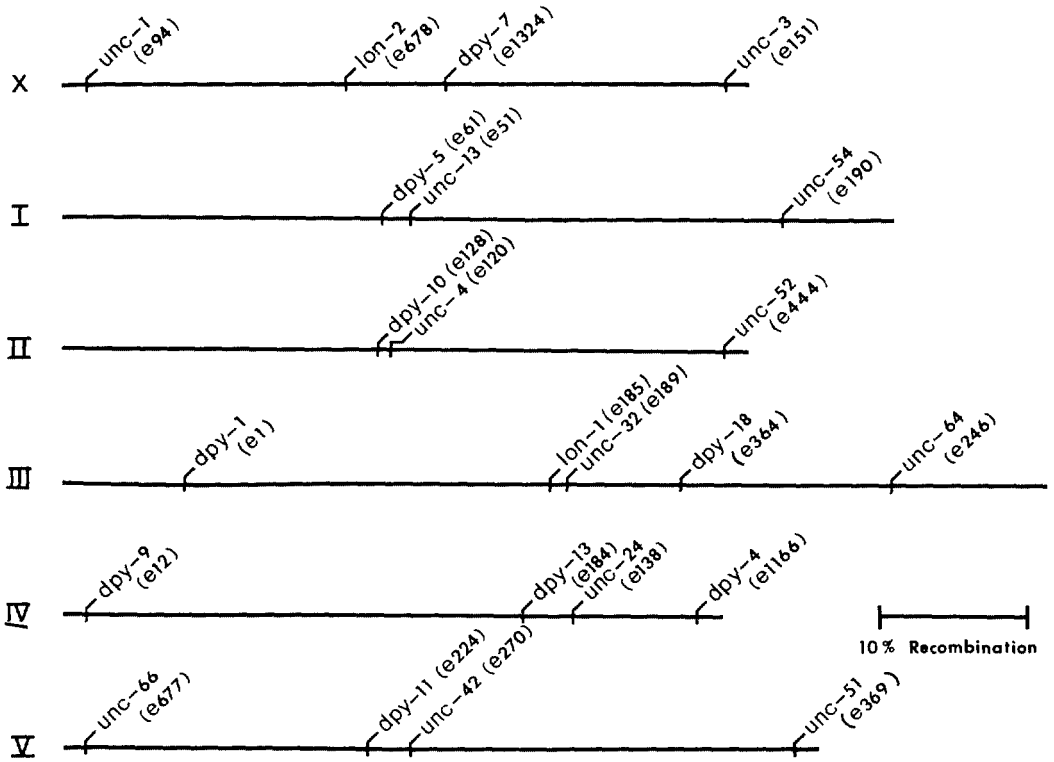 X
unc-1
(e94)
lon-2
(e678)
dpy-7
(e1324)
unc-3
(e151)
I
dpy-5 (e61)
unc-13 (e51)
unc-54
(e190)
II
dpy-10 (e128)
unc-4 (e120)
unc-52
(e444)
III
dpy-1
(e1)
lon-1 (e185)
unc-32 (e189)
dpy-18
(e364)
unc-64
(e246)
IV
dpy-9
(e12)
dpy-13
(e184)
unc-24
(e138)
dpy-4
(e1166)
10% Recombination
V
unc-66
(e677)
dpy-11 (e224)
unc-42 (e270)
unc-51
(e369)